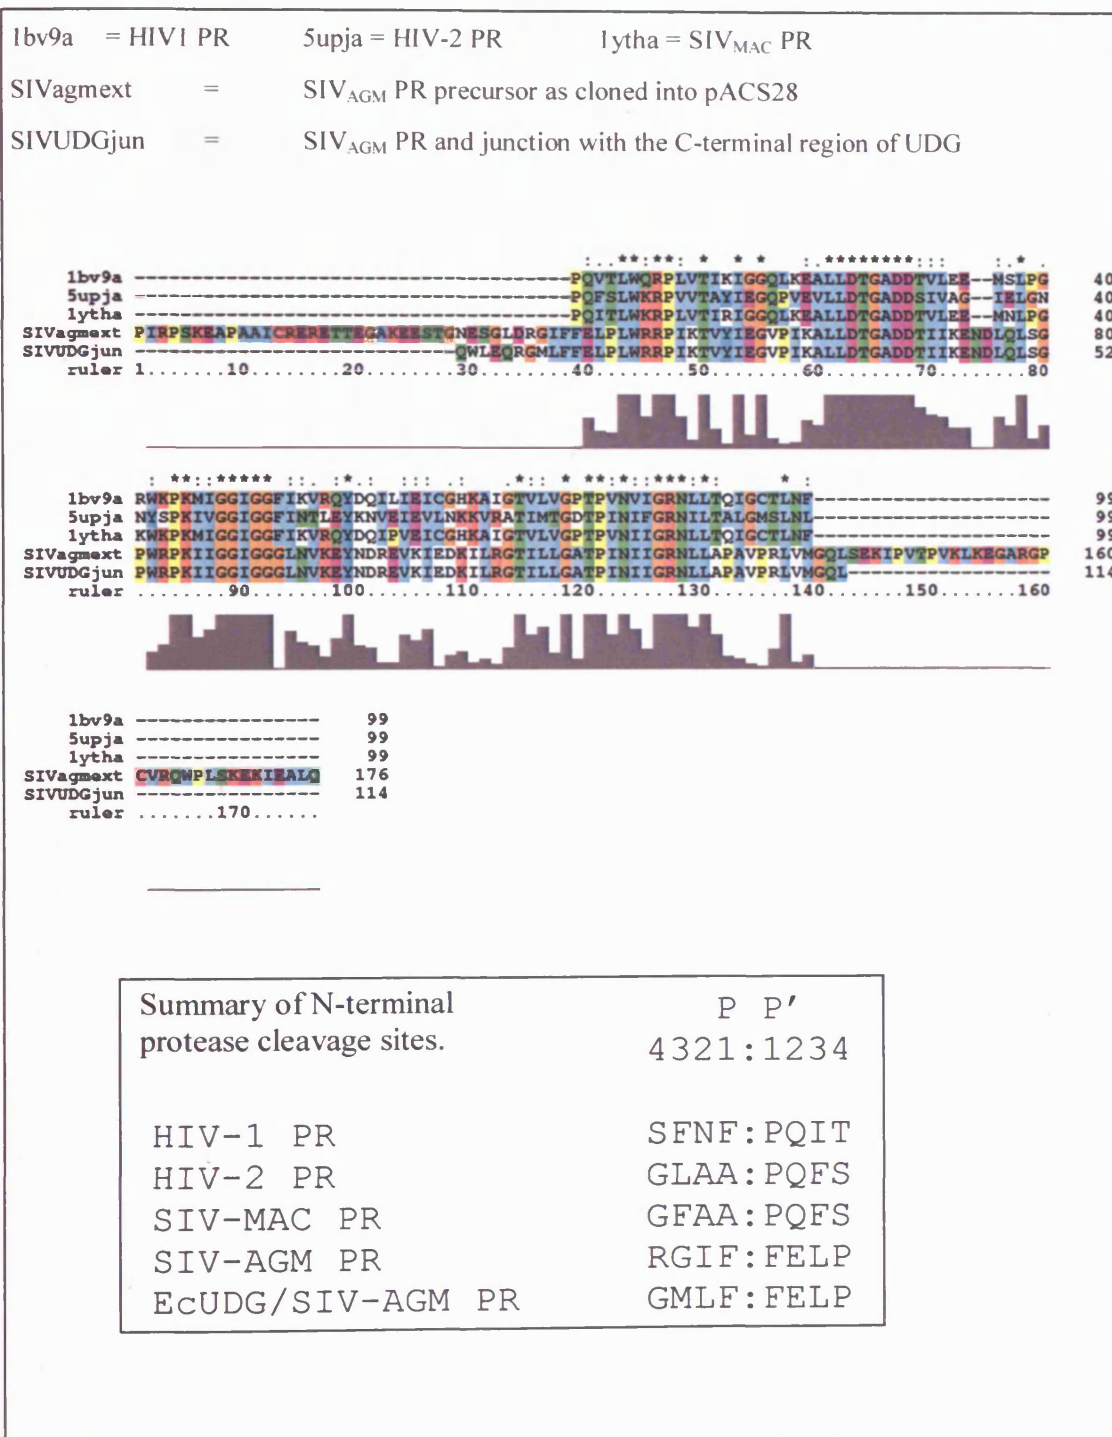 1bv9a = HIV1 PR 5upja = HIV-2 PR 1ytha = SIVMAC PR
SIVagmext = SIVAGM PR precursor as cloned into pACS28
SIVUDGjun = SIVAGM PR and junction with the C-terminal region of UDG
: . . ** : ** : * : * * : . ******** : : : : : * .
1bv9a --------------------------------------PQVTLWQRPLVTIKIGGQLKEALLDTGADDTVLEE--MSLPG 40
5upja --------------------------------------PQFSLWKRPVVTAYIEGQPVEVLLDTGADDSIVAG--IELGN 40
1ytha --------------------------------------PQITLWKRPLVTIRIGGQLKEALLDTGADDTVLEE--MNLPG 40
SIVagmext PIRPSKEAPAAICREREITEGAKEESTGNESGLDRGIFFELPLWRRPIKTVYIEGVPIKALLDTGADDTIIKENDLQLSG 80
SIVUDGjun ----------------------------QWLEQRGMLFFELPLWRRPIKTVYIEGVPIKALLDTGADDTIIKENDLQLSG 52
ruler 1.......10........20........30........40........50........60........70........80
: ** : : ***** : : . : * . : : : . : * : : * : ** : * : : *** : * : * .
1bv9a RWKPKMIGGIGGFIKVRQYDQILIEICGHKAIGTVLVGPTPVNVIGRNLLTQIGCTLNF--------------------- 99
5upja NYSPKIVGGIGGFINTLEYKNVEIEVLNKKVRATIMTGDTPINIFGRNILTALGMSLNL--------------------- 99
1ytha KWKPKMIGGIGGFIKVRQYDQIPVEICGHKAIGTVLVGPTPVNIIGRNLLTQIGCTLNF--------------------- 99
SIVagmext PWRPKIIGGIGGGLNVKEYNDREVKIEDKILRGTILLGATPINIIGRNLLAPAVPRLVMGQLSEKIPVTPVKLKEGARGP 160
SIVUDGjun PWRPKIIGGIGGGLNVKEYNDREVKIEDKILRGTILLGATPINIIGRNLLAPAVPRLVMGQL------------------ 114
ruler ........90.......100.......110.......120.......130.......140.......150.......160
1bv9a ---------------- 99
5upja ---------------- 99
1ytha ---------------- 99
SIVagmext CVRQWPLSKEKIEALQ 176
SIVUDGjun ---------------- 114
ruler .......170......
Summary of N-terminal P P'
protease cleavage sites. 4321:1234
HIV-1 PR SFNF:PQIT
HIV-2 PR GLAA:PQFS
SIV-MAC PR GFAA:PQFS
SIV-AGM PR RGIF:FELP
EcUDG/SIV-AGM PR GMLF:FELP